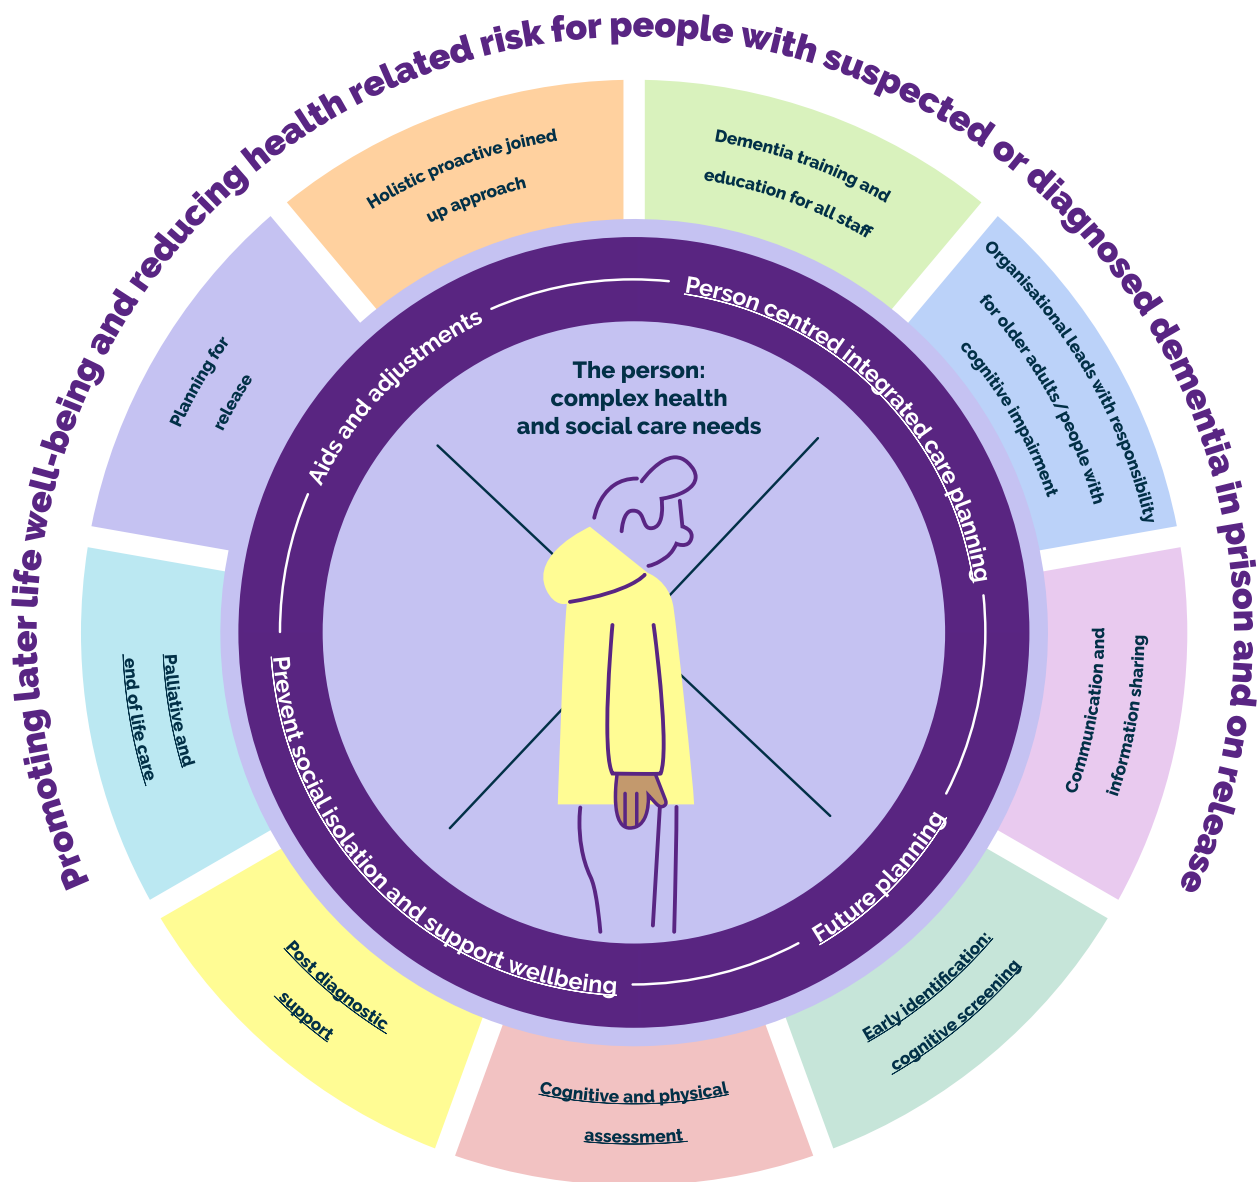 Promoting later life well-being and reducing health related risk for people with suspected or diagnosed dementia in prison and on release
Holistic proactive joined
up approach
Dementia training and
education for all staff
Organisational leads with responsibility
for older adults/people with
cognitive impairment
Communication and
information sharing
Early identification:
cognitive screening
Cognitive and physical
assessment
Post diagnostic
support
Palliative and
end of life care
Planning for
release
Aids and adjustments
Person centred integrated care planning
Future planning
Prevent social isolation and support wellbeing
The person:
complex health
and social care needs